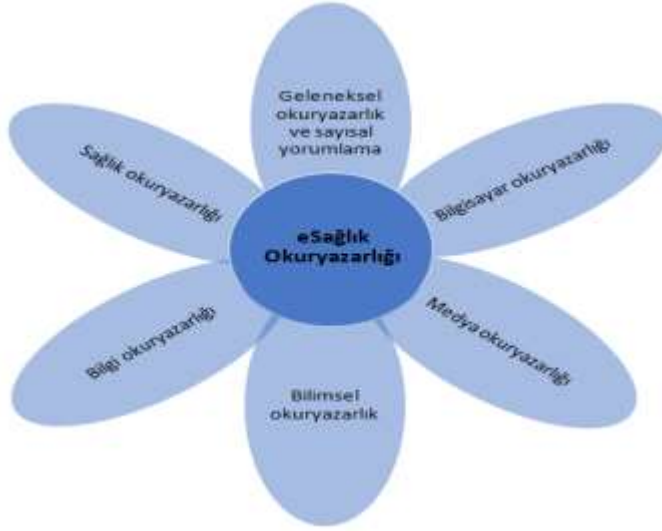 Geleneksel
okuryazarlık
ve sayısal
yorumlama
Sağlık okuryazarlığı
Bilgisayar okuryazarlığı
eSağlık
Okuryazarlığı
Bilgi okuryazarlığı
Medya okuryazarlığı
Bilimsel
okuryazarlık